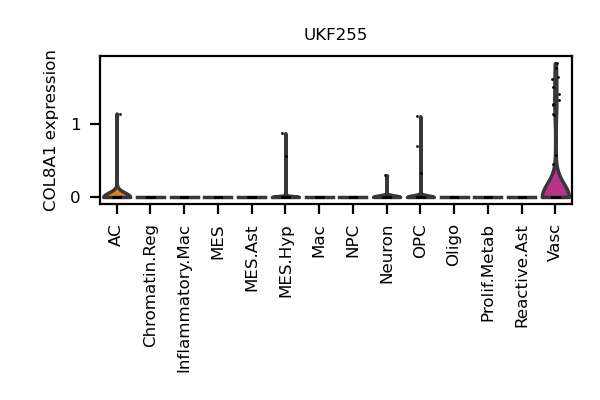 UKF255
COL8A1 expression
1
0
AC
Chromatin.Reg
Inflammatory.Mac
MES
MES.Ast
MES.Hyp
Mac
NPC
Neuron
OPC
Oligo
Prolif.Metab
Reactive.Ast
Vasc